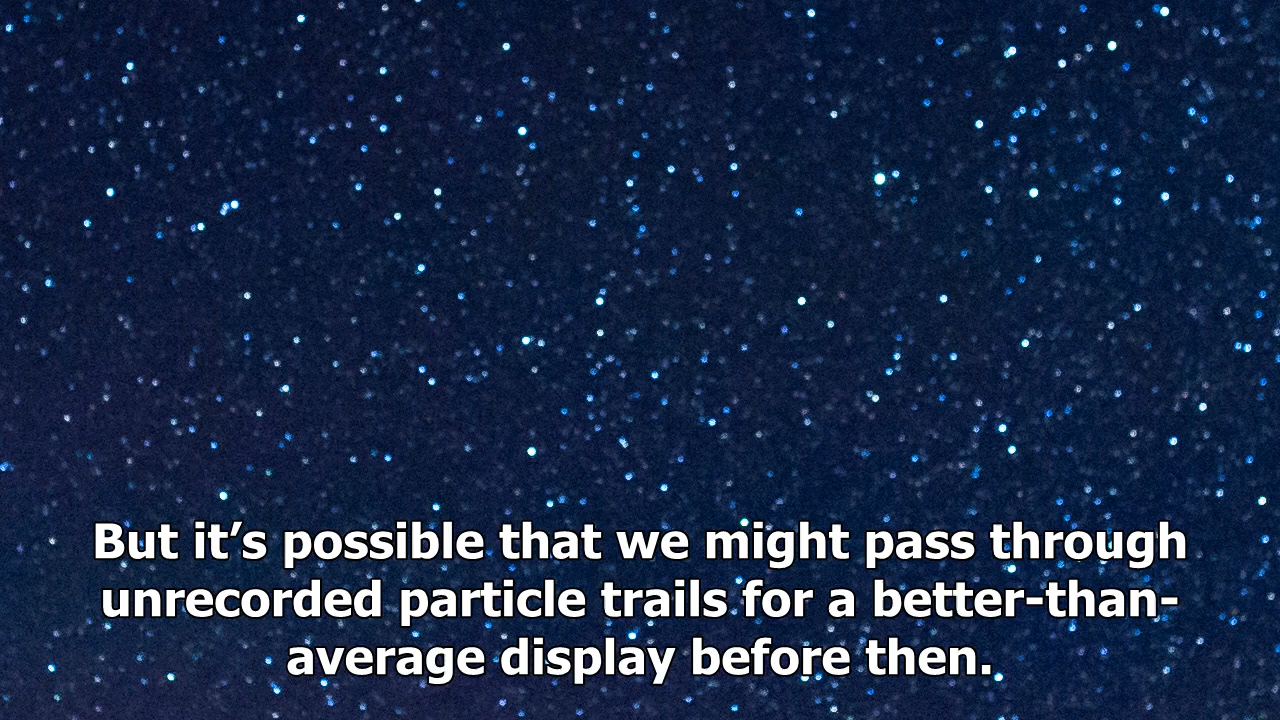 But it’s possible that we might pass through
unrecorded particle trails for a better-than-
average display before then.